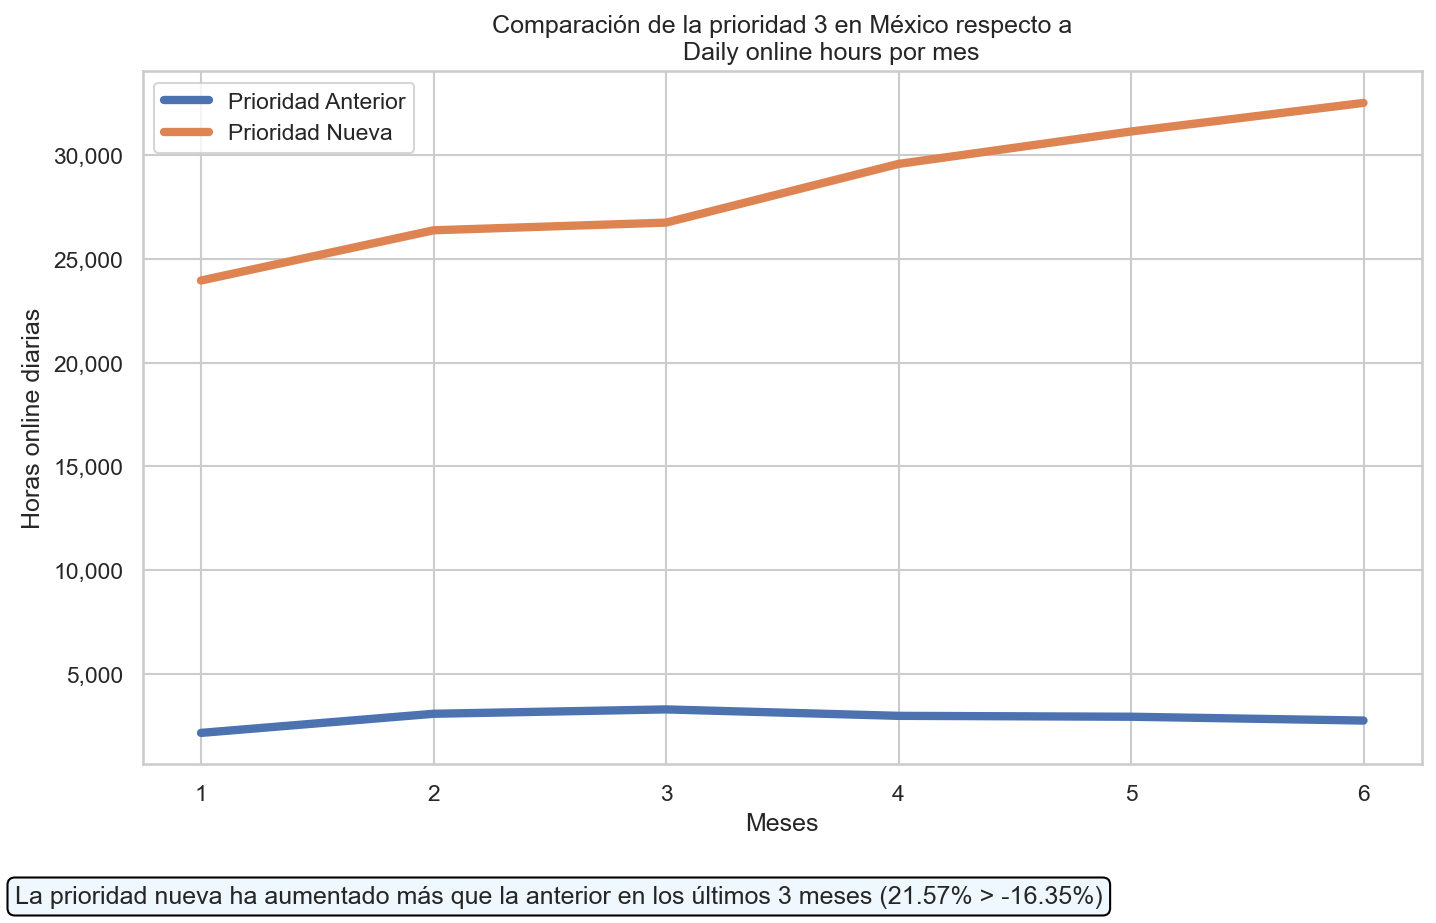 Comparación de la prioridad 3 en México respecto a
Daily online hours por mes
Prioridad Anterior
Prioridad Nueva
Horas online diarias
30,000
25,000
20,000
15,000
10,000
5,000
1 2 3 4 5 6
Meses
La prioridad nueva ha aumentado más que la anterior en los últimos 3 meses (21.57% > -16.35%)